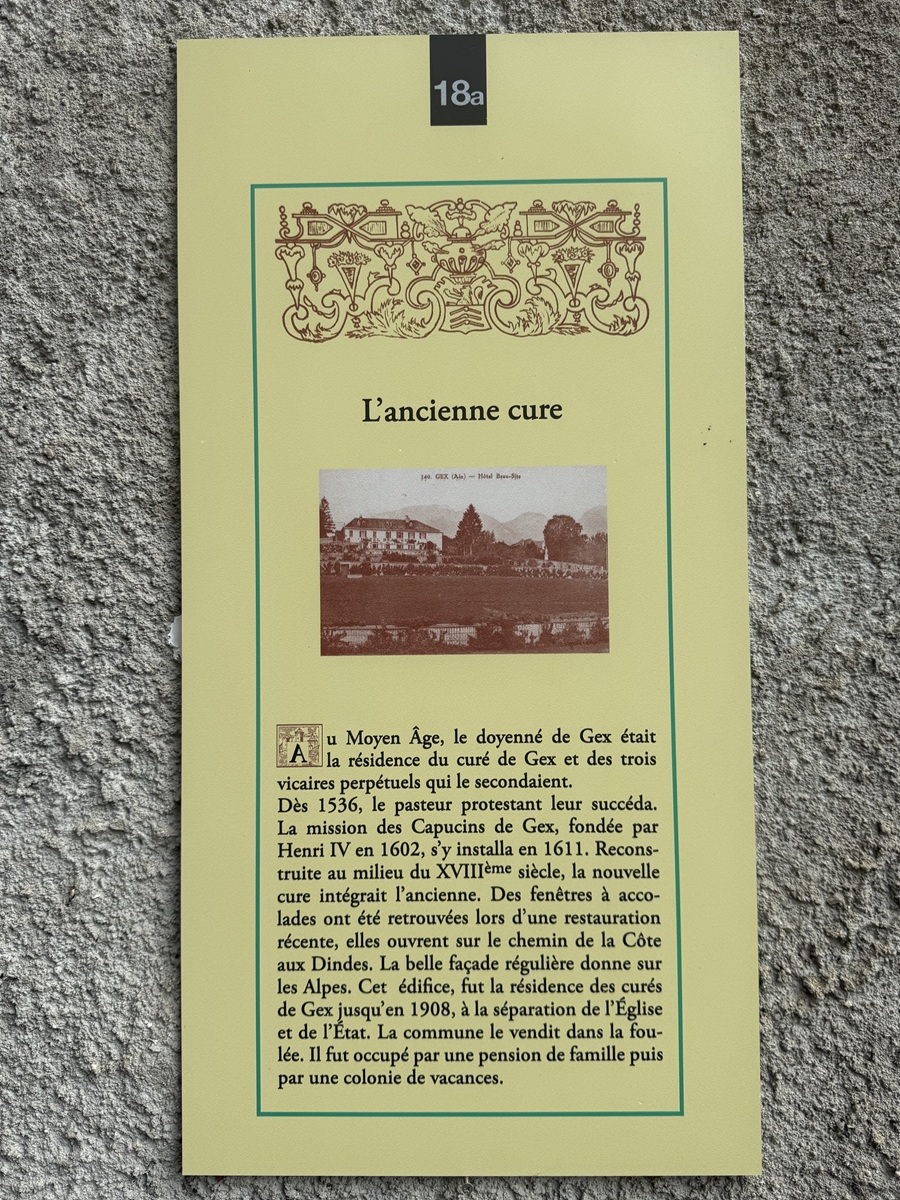 18a
L'ancienne cure
340. GEX (Ain) — Hôtel Beau-Site
Au Moyen Âge, le doyenné de Gex était
la résidence du curé de Gex et des trois
vicaires perpétuels qui le secondaient.
Dès 1536, le pasteur protestant leur succéda.
La mission des Capucins de Gex, fondée par
Henri IV en 1602, s'y installa en 1611. Recons-
truite au milieu du XVIIIème siècle, la nouvelle
cure intégrait l'ancienne. Des fenêtres à acco-
lades ont été retrouvées lors d'une restauration
récente, elles ouvrent sur le chemin de la Côte
aux Dindes. La belle façade régulière donne sur
les Alpes. Cet édifice, fut la résidence des curés
de Gex jusqu'en 1908, à la séparation de l'Église
et de l'État. La commune le vendit dans la fou-
lée. Il fut occupé par une pension de famille puis
par une colonie de vacances.